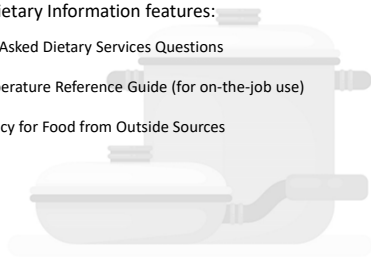 ietary Information features:
Asked Dietary Services Questions
erature Reference Guide (for on-the-job use)
cy for Food from Outside Sources